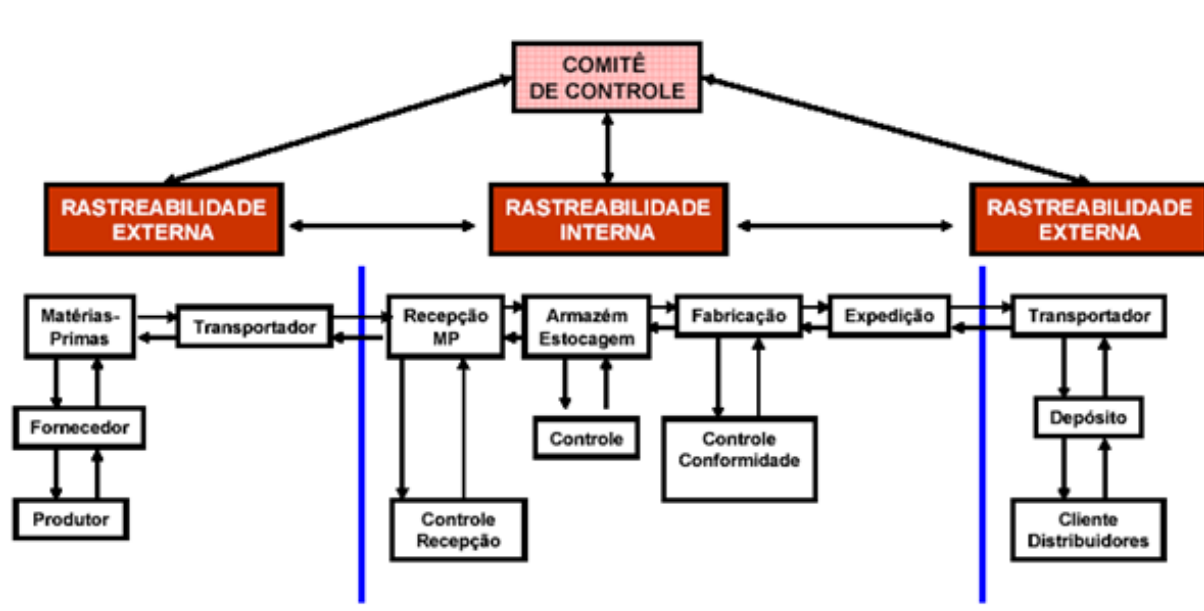 COMITÊ
DE CONTROLE
RASTREABILIDADE
EXTERNA
RASTREABILIDADE
INTERNA
RASTREABILIDADE
EXTERNA
Matérias-
Primas
Transportador
Recepção
MP
Armazém
Estocagem
Fabricação
Expedição
Transportador
Fornecedor
Controle
Controle
Conformidade
Depósito
Produtor
Controle
Recepção
Cliente
Distribuidores